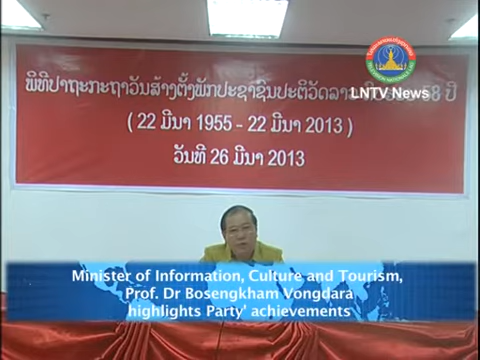 LNTV News
ພິທີປາຖະກະຖາວັນສ້າງຕັ້ງພັກປະຊາຊົນປະຕິວັດລາວ
58 ປີ
( 22 ມີນາ 1955 - 22 ມີນາ 2013 )
ວັນທີ 26 ມີນາ 2013
Minister of Information, Culture and Tourism,
Prof. Dr Bosengkham Vongdara
highlights Party' achievements